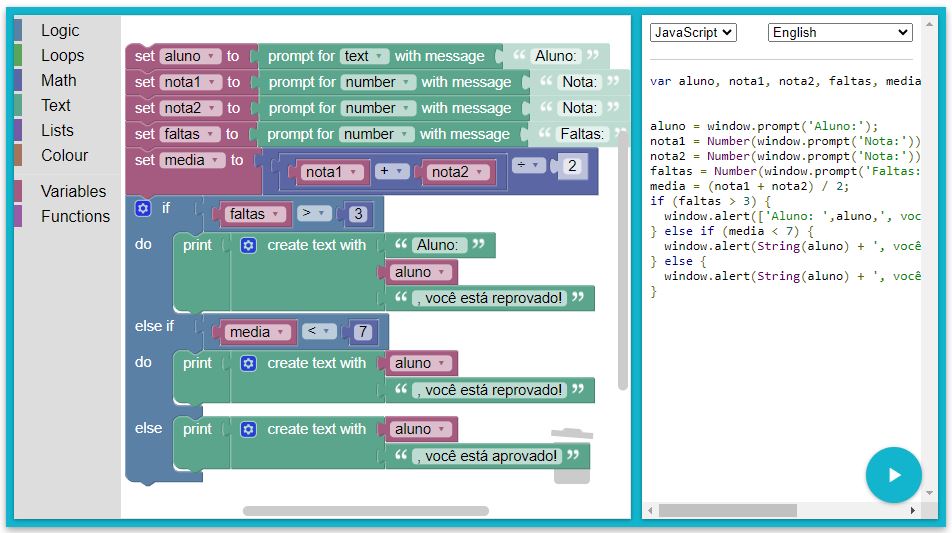 Logic
Loops
Math
Text
Lists
Colour
Variables
Functions
set aluno to prompt for text with message “ Aluno: ”
set nota1 to prompt for number with message “ Nota:
set nota2 to prompt for number with message “ Nota:
set faltas to prompt for number with message “ Faltas:
set media to nota1 + nota2 ÷ 2
if faltas > 3
do print create text with “ Aluno: ”
aluno
“ , você está reprovado! ”
else if media < 7
do print create text with aluno
“ , você está reprovado! ”
else print create text with aluno
“ , você está aprovado! ”
JavaScript English
var aluno, nota1, nota2, faltas, media
aluno = window.prompt('Aluno:');
nota1 = Number(window.prompt('Nota:'))
nota2 = Number(window.prompt('Nota:'))
faltas = Number(window.prompt('Faltas:
media = (nota1 + nota2) / 2;
if (faltas > 3) {
window.alert(['Aluno: ',aluno,', voc
} else if (media < 7) {
window.alert(String(aluno) + ', você
} else {
window.alert(String(aluno) + ', você
}